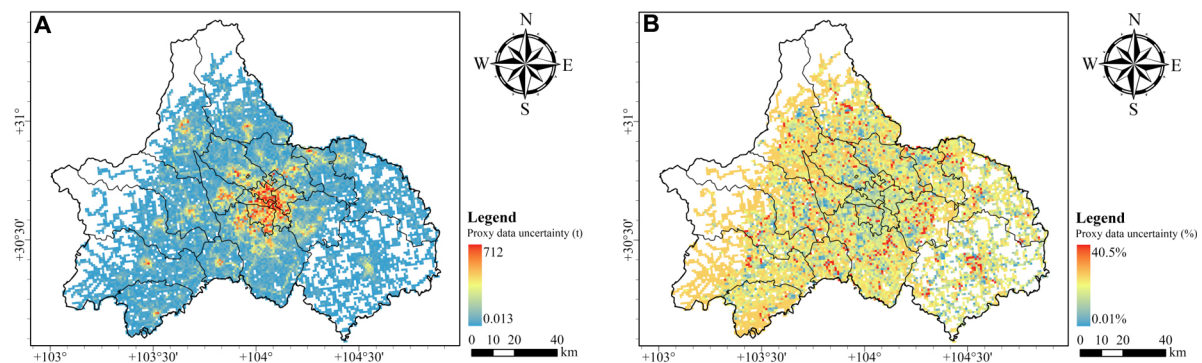 A
N
W
E
S
+31°
+30°30'
Legend
Proxy data uncertainty (t)
712
0.013
0 10 20 40
km
+103° +103°30' +104° +104°30'
B
N
W
E
S
+31°
+30°30'
Legend
Proxy data uncertainty (%)
40.5%
0.01%
0 10 20 40
km
+103° +103°30' +104° +104°30'